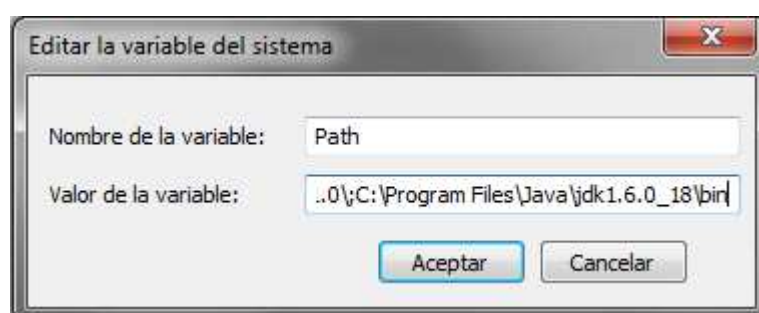 Editar la variable del sistema
Nombre de la variable: Path
Valor de la variable: ..0\;C:\Program Files\Java\jdk1.6.0_18\bin
Aceptar Cancelar